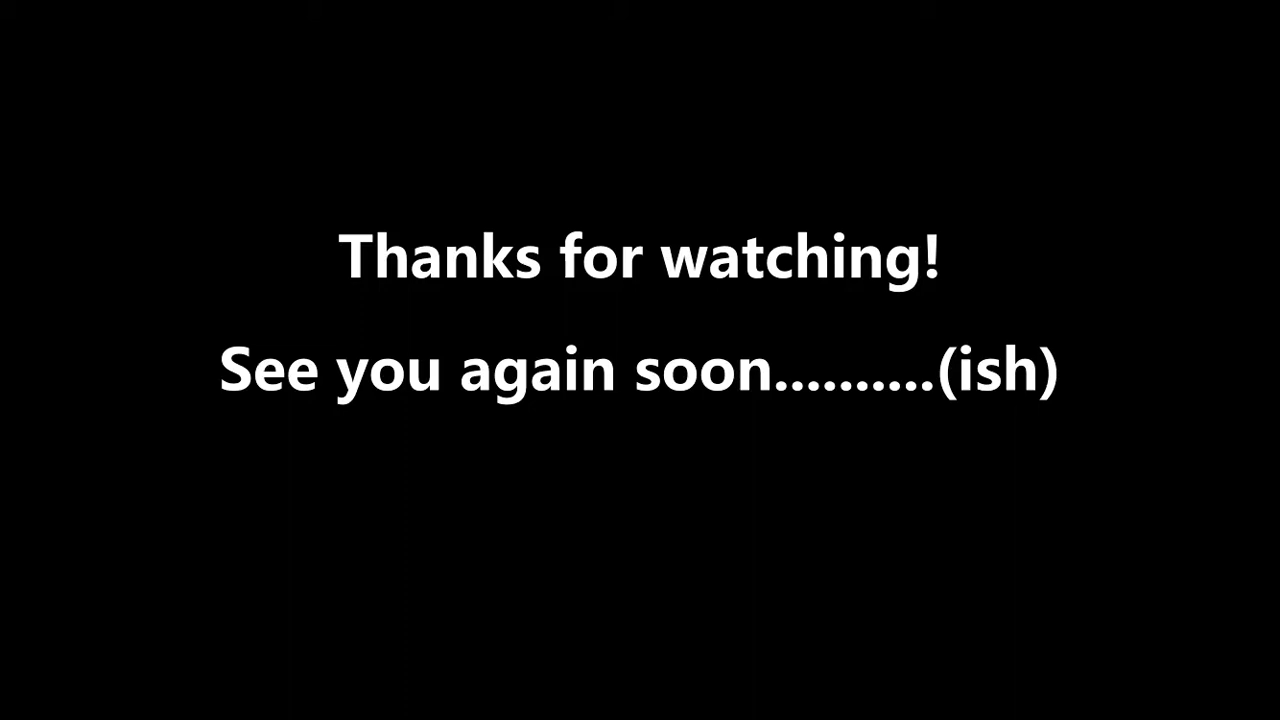 Thanks for watching!
See you again soon..........(ish)